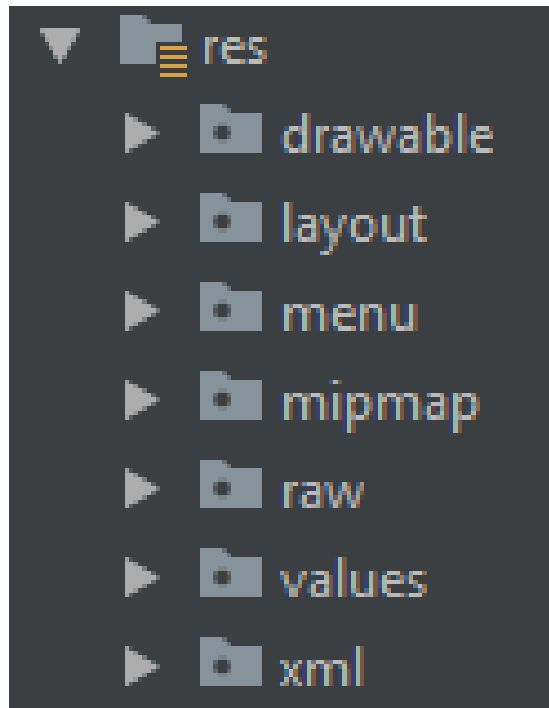 res
drawable
layout
menu
mipmap
raw
values
xml